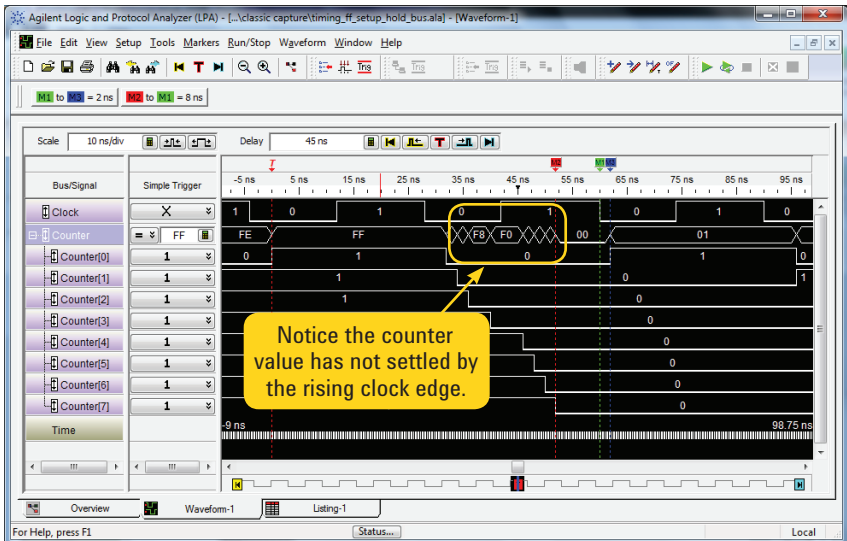 Agilent Logic and Protocol Analyzer (LPA) - [...\classic capture\timing_ff_setup_hold_bus.ala] - [Waveform-1]
File Edit View Setup Tools Markers Run/Stop Waveform Window Help
M1 to M3 = 2 ns M2 to M1 = 8 ns
Scale 10 ns/div Delay 45 ns
T M2 M1 M3
Bus/Signal Simple Trigger -5 ns 5 ns 15 ns 25 ns 35 ns 45 ns 55 ns 65 ns 75 ns 85 ns 95 ns
Clock X 1 0 1 0 1 0 1 0
Counter = FF FE FF F8 F0 00 01
Counter[0] 1 0 1 0 1 0
Counter[1] 1 1 0 1
Counter[2] 1 1 0
Counter[3] 1 0
Counter[4] 1 0
Counter[5] 1 0
Counter[6] 1 0
Counter[7] 1 0
Notice the counter
value has not settled by
the rising clock edge.
Time -9 ns 98.75 ns
Overview Waveform-1 Listing-1
For Help, press F1 Status... Local